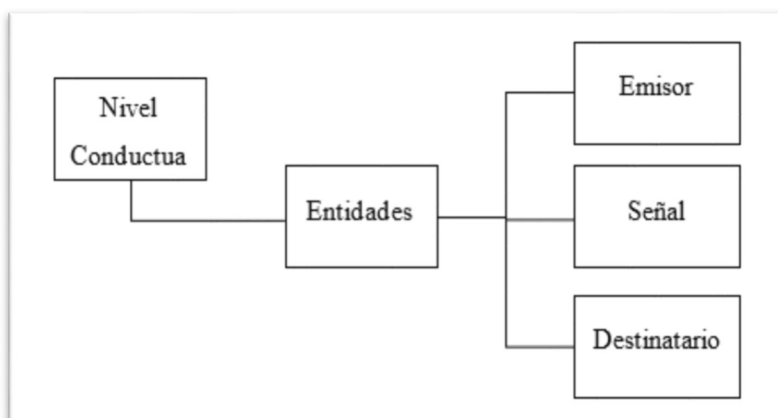 Nivel
Conductua
Entidades
Emisor
Señal
Destinatario